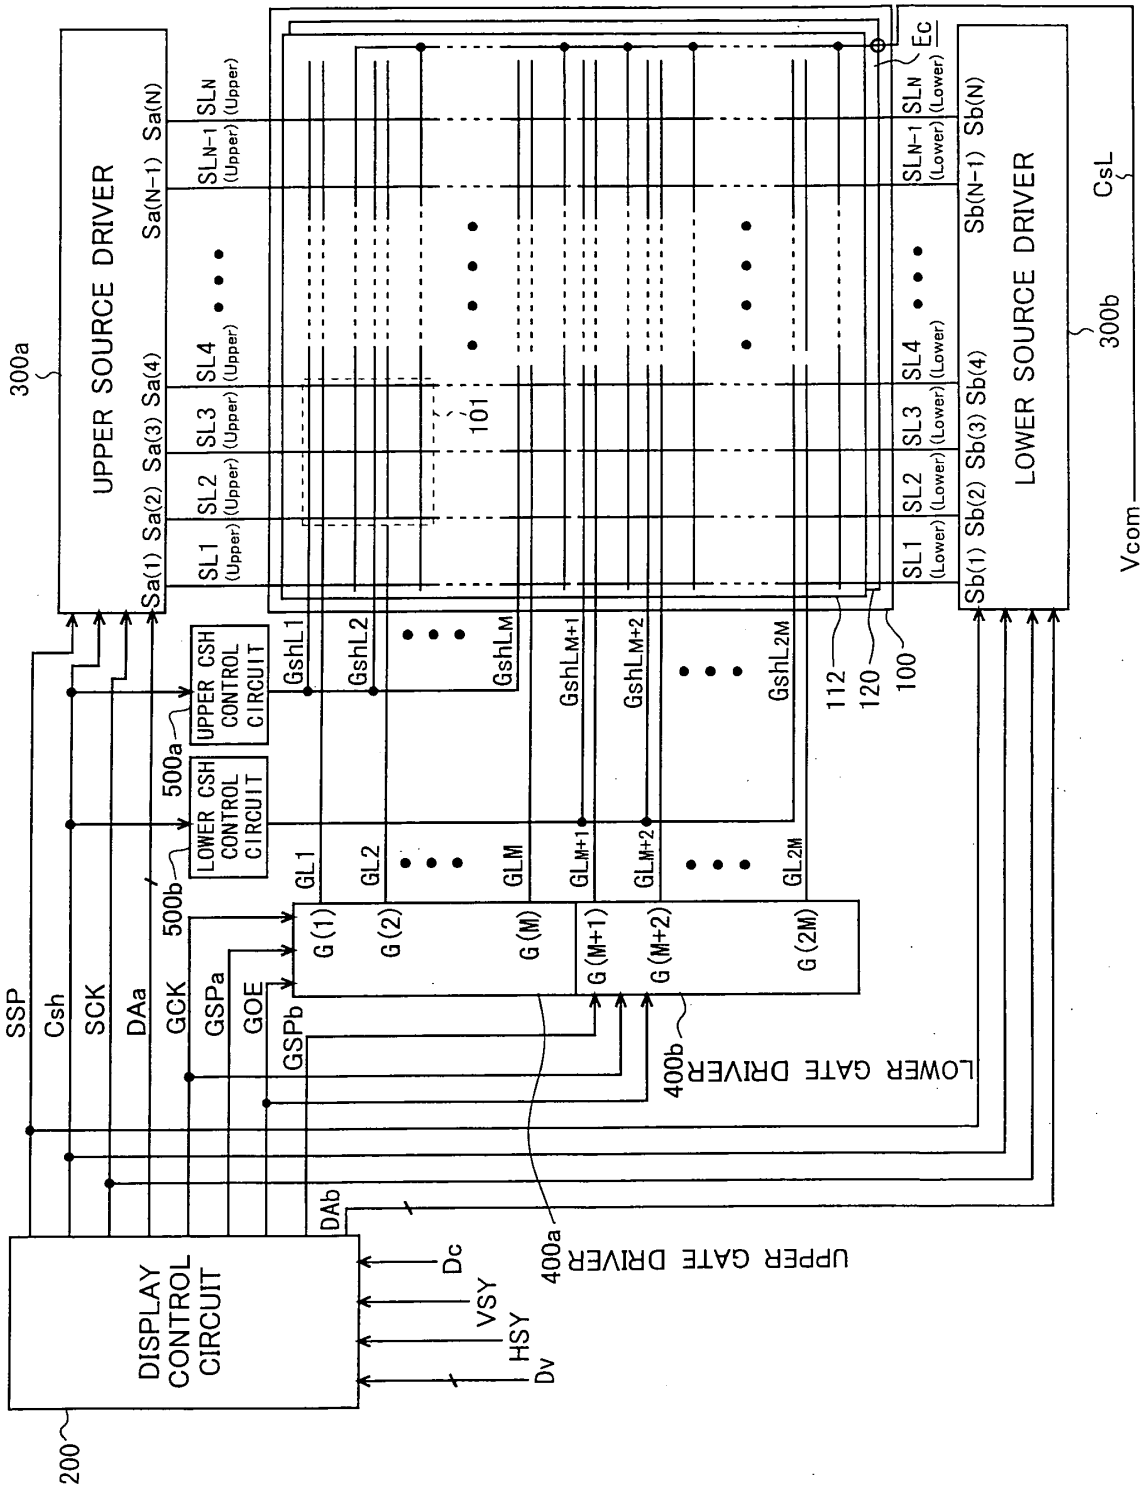 300a
UPPER SOURCE DRIVER
Sa(1) Sa(2) Sa(3) Sa(4) Sa(N-1) Sa(N)
SL1 SL2 SL3 SL4 SLN-1 SLN
(Upper) (Upper) (Upper) (Upper) (Upper) (Upper)
SSP
Csh
SCK
DAa
GCK
GSPa
GOE
GSPb
DAb
200
DISPLAY
CONTROL
CIRCUIT
Dv
HSY
VSY
Dc
500a
UPPER CSH
CONTROL
CIRCUIT
500b
LOWER CSH
CONTROL
CIRCUIT
GshL1
GshL2
GshLM
GshLM+1
GshLM+2
GshL2M
GL1
GL2
GLM
GLM+1
GLM+2
GL2M
G(1)
G(2)
G(M)
G(M+1)
G(M+2)
G(2M)
400a
UPPER GATE DRIVER
400b
LOWER GATE DRIVER
101
112
120
100
Ec
SL1 SL2 SL3 SL4 SLN-1 SLN
(Lower) (Lower) (Lower) (Lower) (Lower) (Lower)
Sb(1) Sb(2) Sb(3) Sb(4) Sb(N-1) Sb(N)
LOWER SOURCE DRIVER
300b
CsL
Vcom